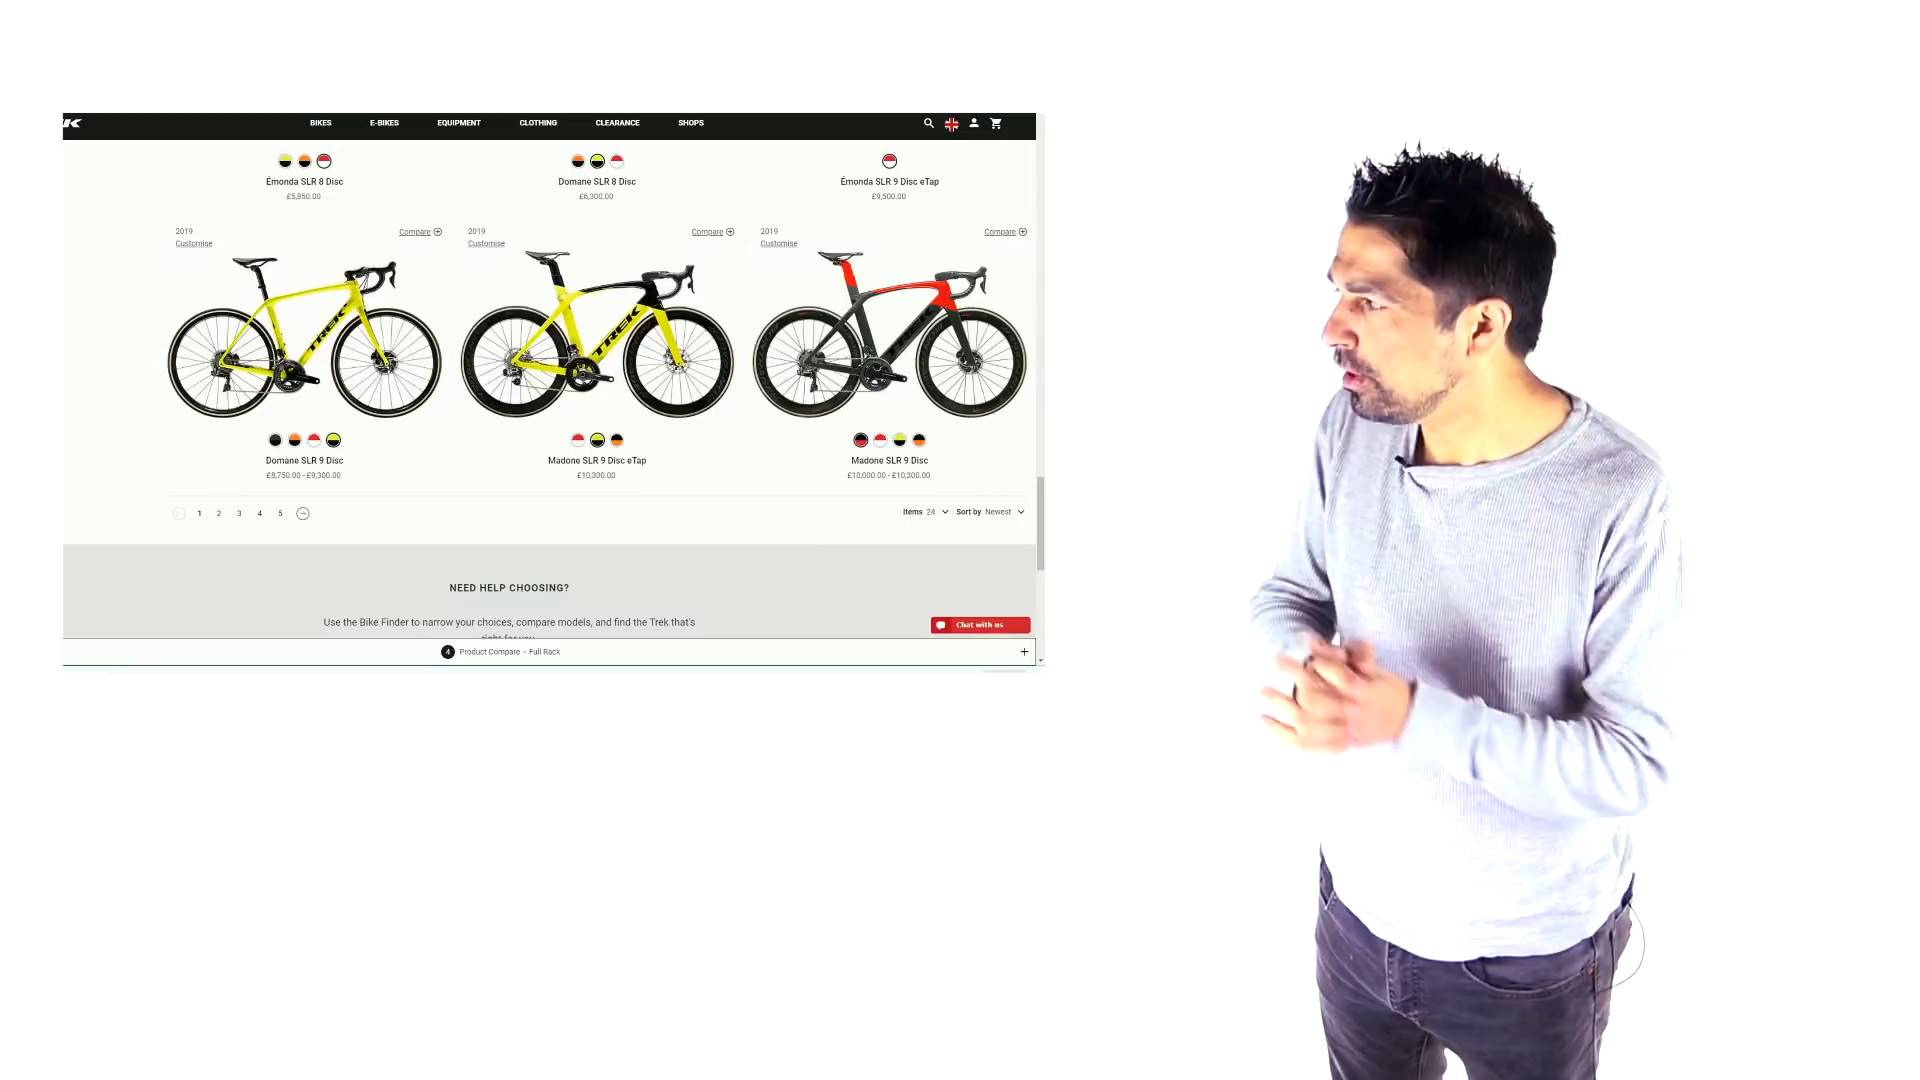 BIKES E-BIKES EQUIPMENT CLOTHING CLEARANCE SHOPS
Émonda SLR 8 Disc
£5,850.00
Domane SLR 8 Disc
£6,300.00
Émonda SLR 9 Disc eTap
£9,500.00
2019
Customise
Compare
TREK
Domane SLR 9 Disc
£8,750.00 - £9,300.00
2019
Customise
Compare
TREK
Madone SLR 9 Disc eTap
£10,300.00
2019
Customise
Compare
TREK
Madone SLR 9 Disc
£10,000.00 - £10,300.00
1 2 3 4 5
Items 24 Sort by Newest
NEED HELP CHOOSING?
Use the Bike Finder to narrow your choices, compare models, and find the Trek that's
right for you
Chat with us
4 Product Compare – Full Rack